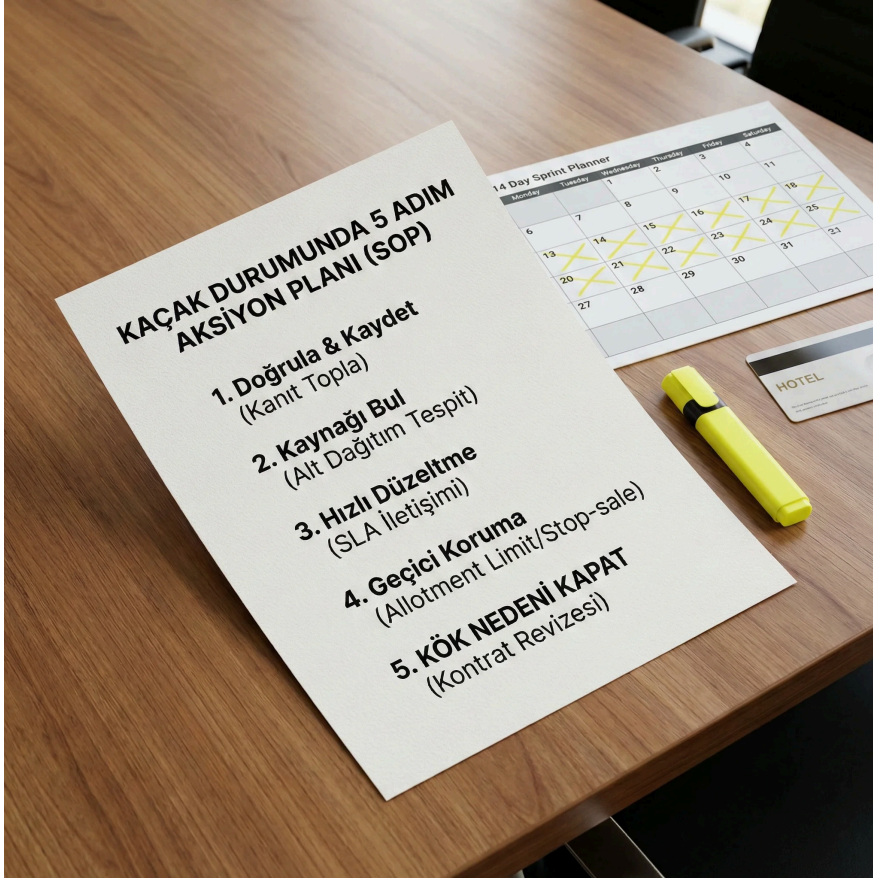 KAÇAK DURUMUNDA 5 ADIM
AKSİYON PLANI (SOP)
1. Doğrula & Kaydet
(Kanıt Topla)
2. Kaynağı Bul
(Alt Dağıtım Tespit)
3. Hızlı Düzeltme
(SLA İletişimi)
4. Geçici Koruma
(Allotment Limit/Stop-sale)
5. KÖK NEDENİ KAPAT
(Kontrat Revizesi)
14 Day Sprint Planner
Monday Tuesday Wednesday Thursday Friday Saturday
1 2 3 4
6 7 8 9 10 11
13 14 15 16 17 18
20 21 22 23 24 25
27 28 29 30 31
HOTEL